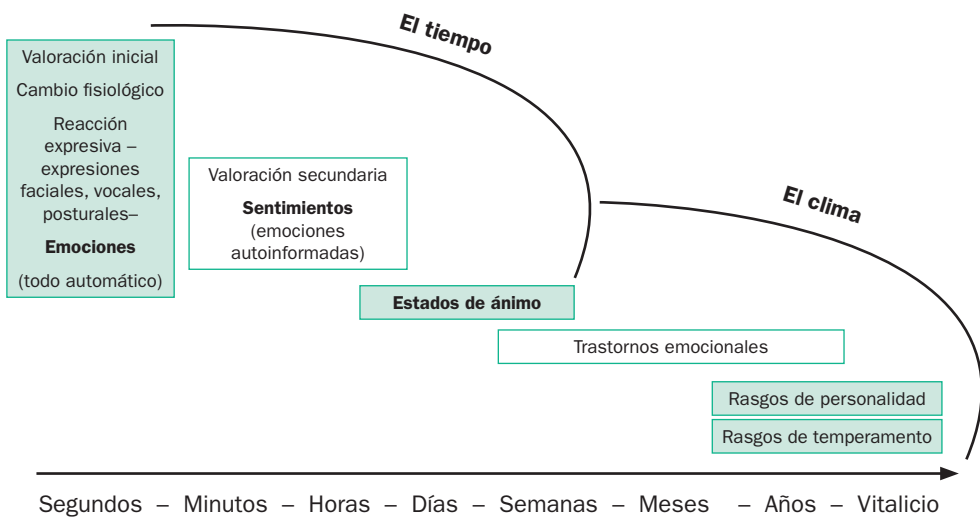 El tiempo
Valoración inicial
Cambio fisiológico
Reacción
expresiva –
expresiones
faciales, vocales,
posturales–
Emociones
(todo automático)
Valoración secundaria
Sentimientos
(emociones
autoinformadas)
El clima
Estados de ánimo
Trastornos emocionales
Rasgos de personalidad
Rasgos de temperamento
Segundos – Minutos – Horas – Días – Semanas – Meses – Años – Vitalicio